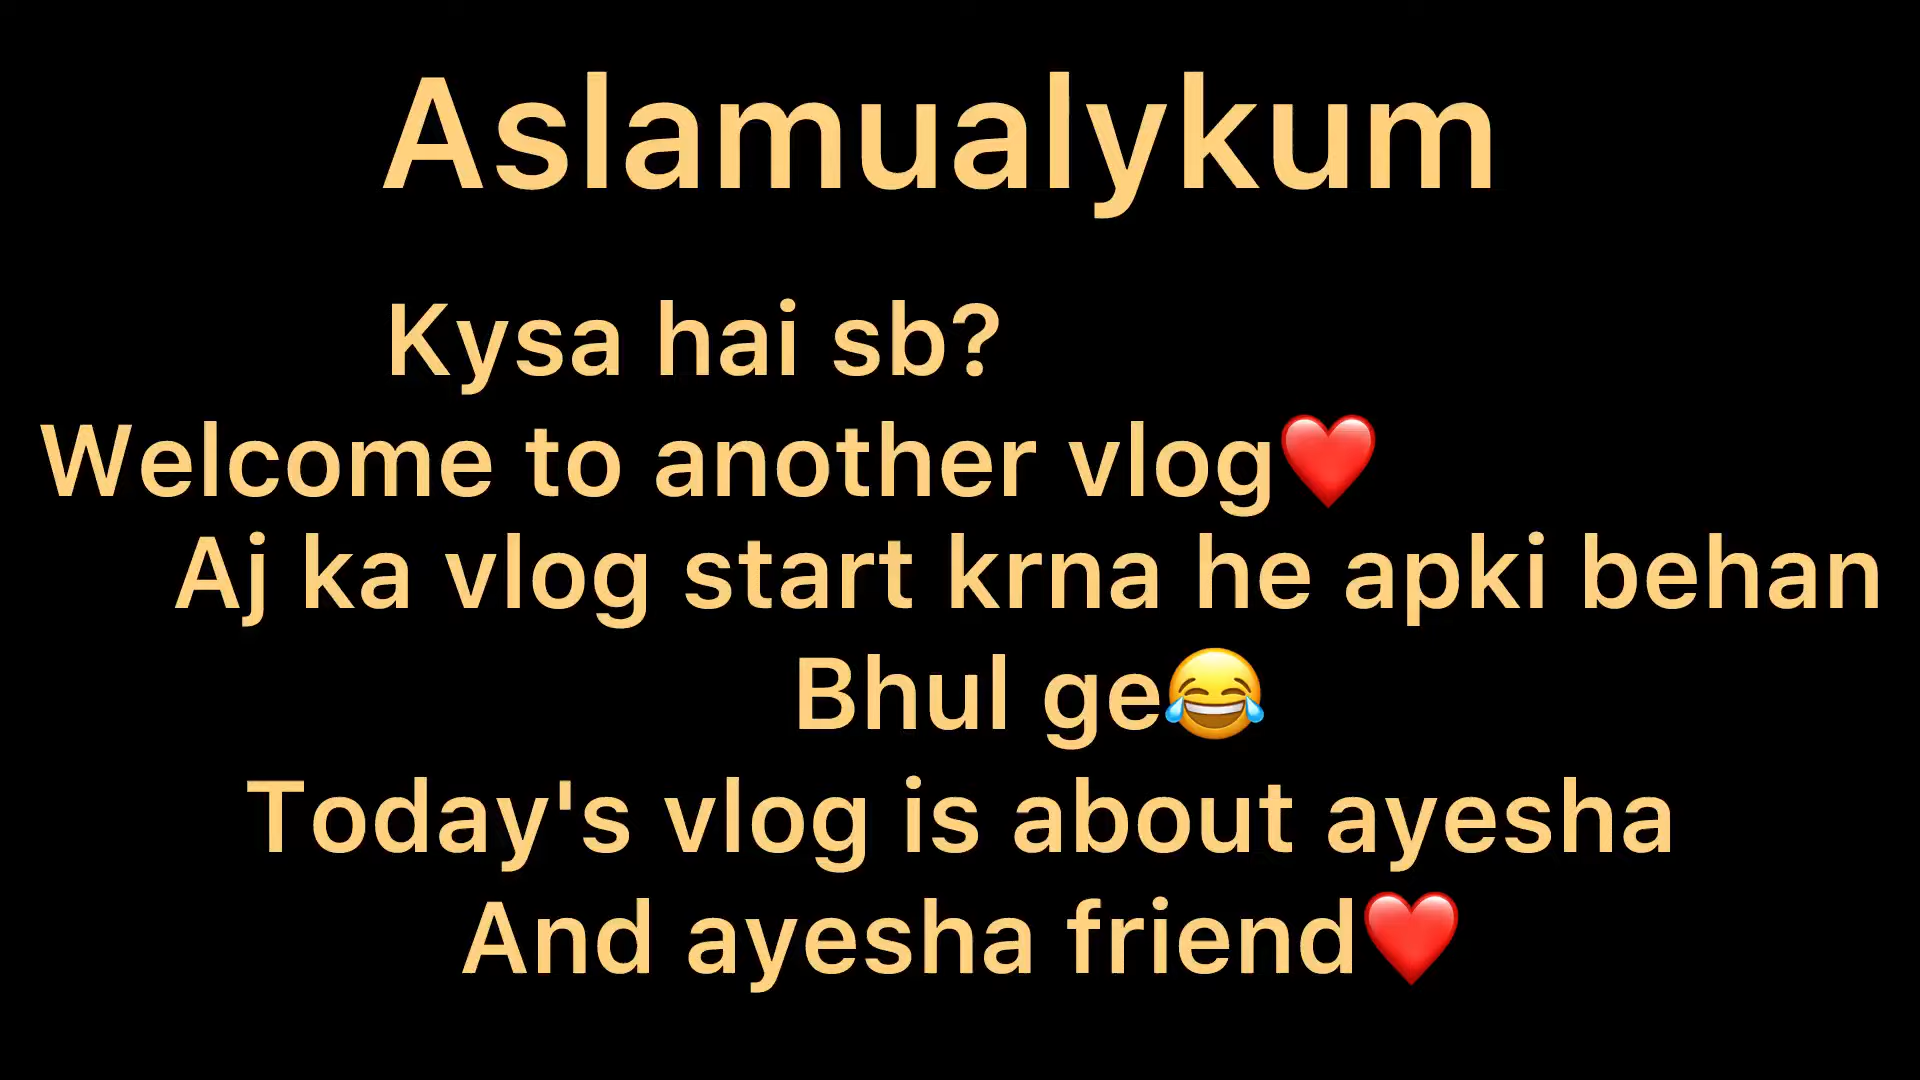 Aslamualykum
Kysa hai sb?
Welcome to another vlog❤️
Aj ka vlog start krna he apki behan
Bhul ge😂
Today's vlog is about ayesha
And ayesha friend❤️